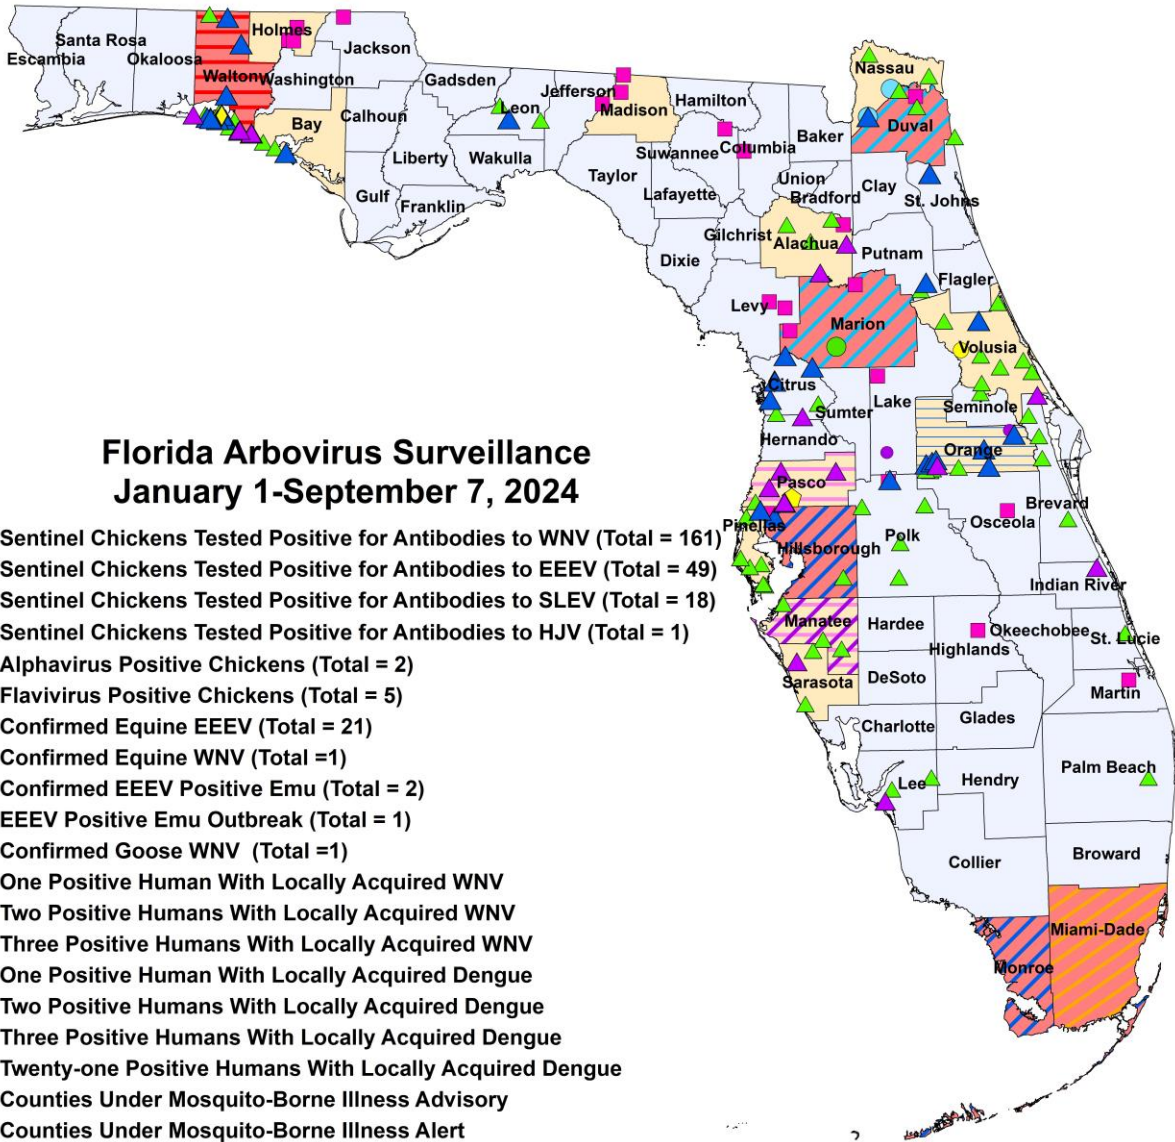 Escambia
Santa Rosa
Okaloosa
Walton
Holmes
Washington
Jackson
Bay
Calhoun
Gulf
Liberty
Franklin
Gadsden
Leon
Wakulla
Jefferson
Madison
Taylor
Hamilton
Suwannee
Lafayette
Columbia
Dixie
Gilchrist
Baker
Union
Bradford
Alachua
Nassau
Duval
Clay
St. Johns
Putnam
Flagler
Levy
Marion
Volusia
Citrus
Sumter
Lake
Seminole
Hernando
Orange
Pasco
Pinellas
Hillsborough
Polk
Osceola
Brevard
Indian River
Manatee
Hardee
Highlands
Okeechobee
St. Lucie
Sarasota
DeSoto
Martin
Charlotte
Glades
Lee
Hendry
Palm Beach
Collier
Broward
Monroe
Miami-Dade
Florida Arbovirus Surveillance
January 1-September 7, 2024
Sentinel Chickens Tested Positive for Antibodies to WNV (Total = 161)
Sentinel Chickens Tested Positive for Antibodies to EEEV (Total = 49)
Sentinel Chickens Tested Positive for Antibodies to SLEV (Total = 18)
Sentinel Chickens Tested Positive for Antibodies to HJV (Total = 1)
Alphavirus Positive Chickens (Total = 2)
Flavivirus Positive Chickens (Total = 5)
Confirmed Equine EEEV (Total = 21)
Confirmed Equine WNV (Total =1)
Confirmed EEEV Positive Emu (Total = 2)
EEEV Positive Emu Outbreak (Total = 1)
Confirmed Goose WNV (Total =1)
One Positive Human With Locally Acquired WNV
Two Positive Humans With Locally Acquired WNV
Three Positive Humans With Locally Acquired WNV
One Positive Human With Locally Acquired Dengue
Two Positive Humans With Locally Acquired Dengue
Three Positive Humans With Locally Acquired Dengue
Twenty-one Positive Humans With Locally Acquired Dengue
Counties Under Mosquito-Borne Illness Advisory
Counties Under Mosquito-Borne Illness Alert